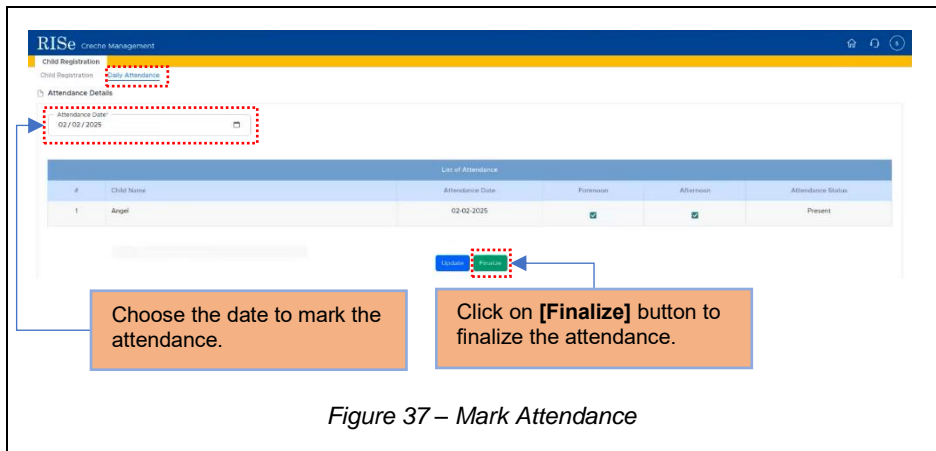 RISe Creche Management
Child Registration
Child Registration Daily Attendance
Attendance Details
Attendance Date*
02/02/2025
List of Attendance
# Child Name Attendance Date Forenoon Afternoon Attendance Status
1 Angel 02-02-2025 Present
Update Finalize
Choose the date to mark the
attendance.
Click on [Finalize] button to
finalize the attendance.
Figure 37 – Mark Attendance